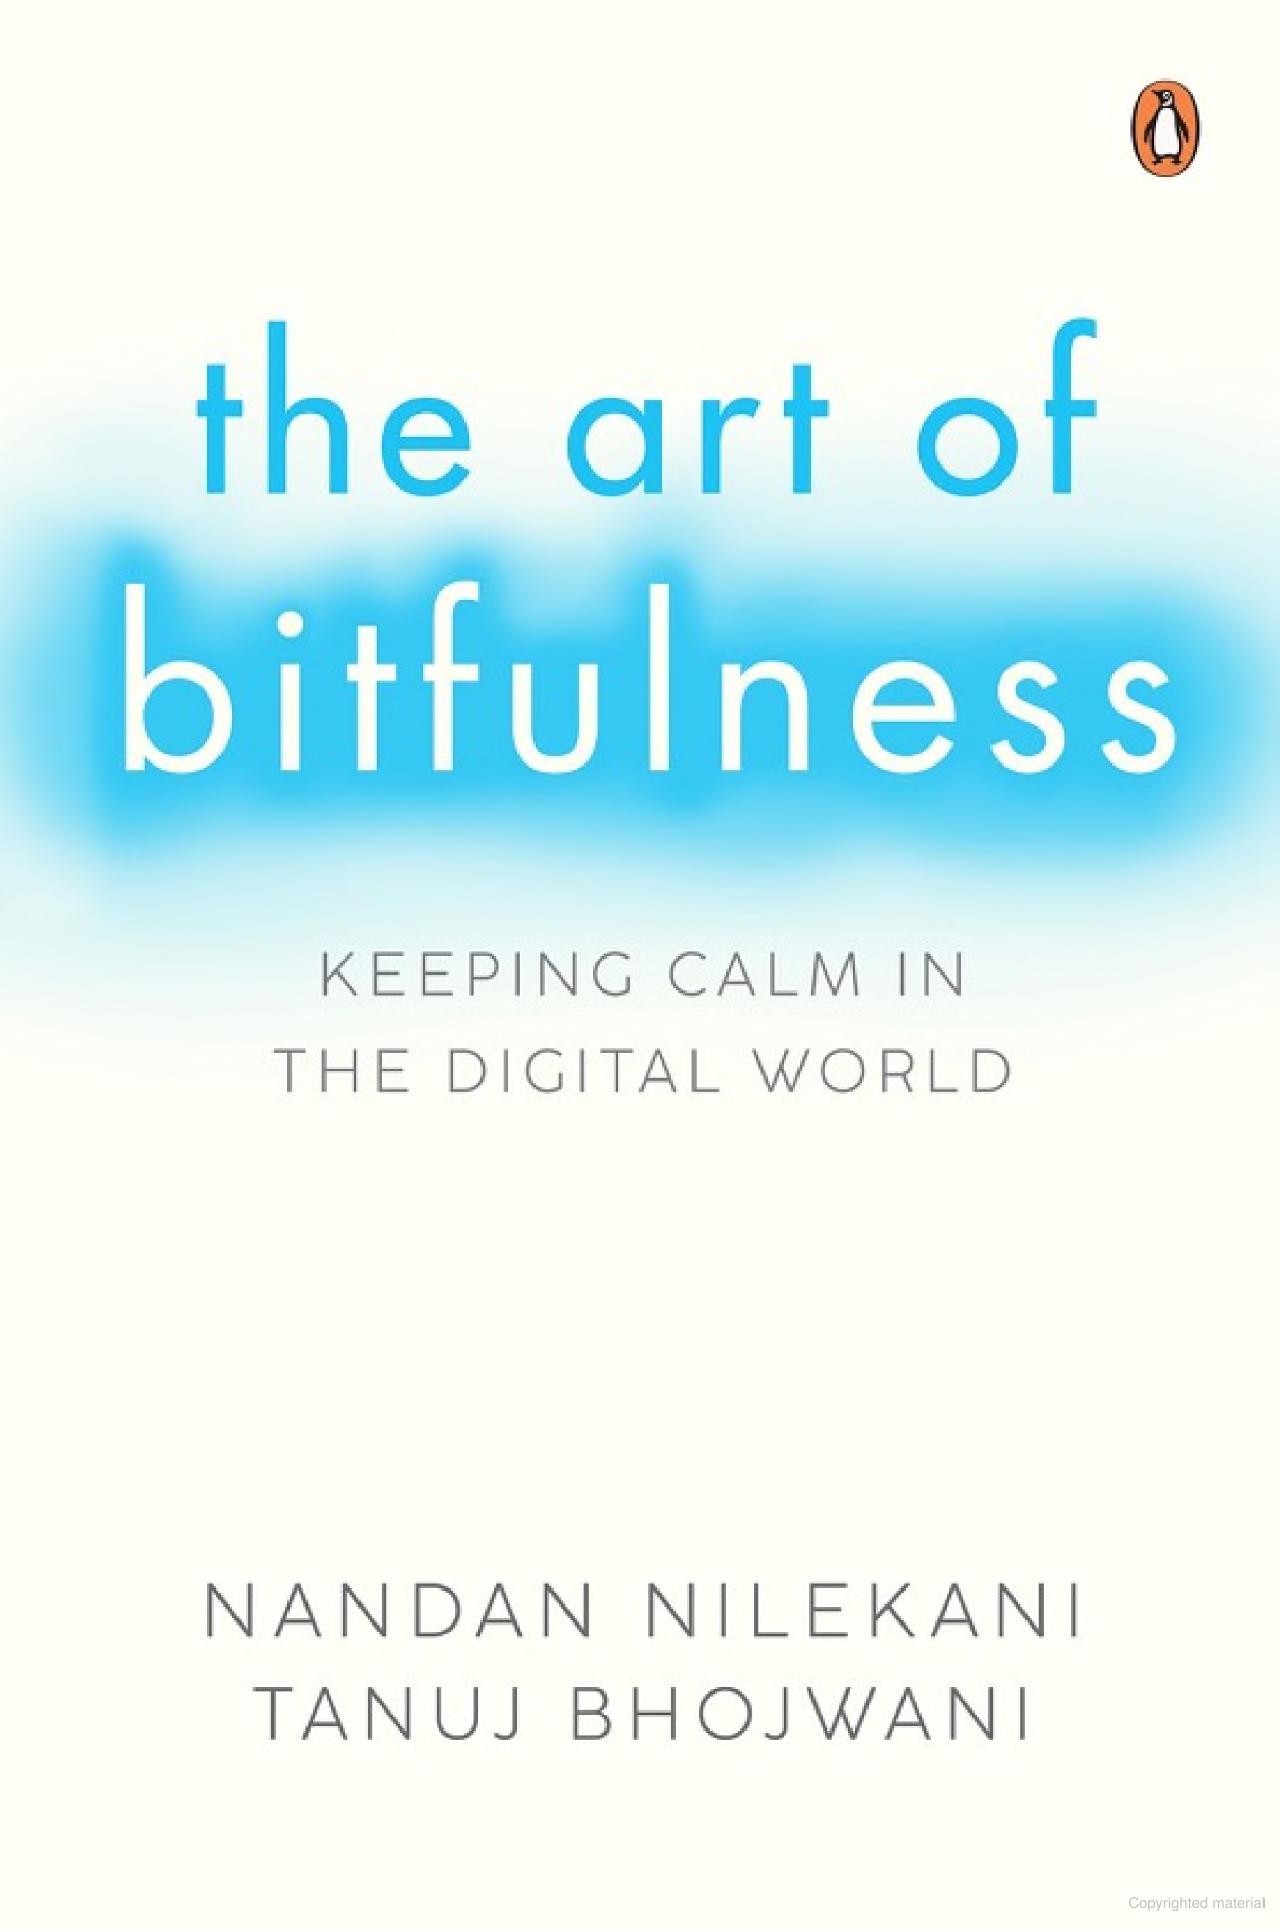 the art of
bitfulness
KEEPING CALM IN
THE DIGITAL WORLD
NANDAN NILEKANI
TANUJ BHOJWANI
Copyrighted material